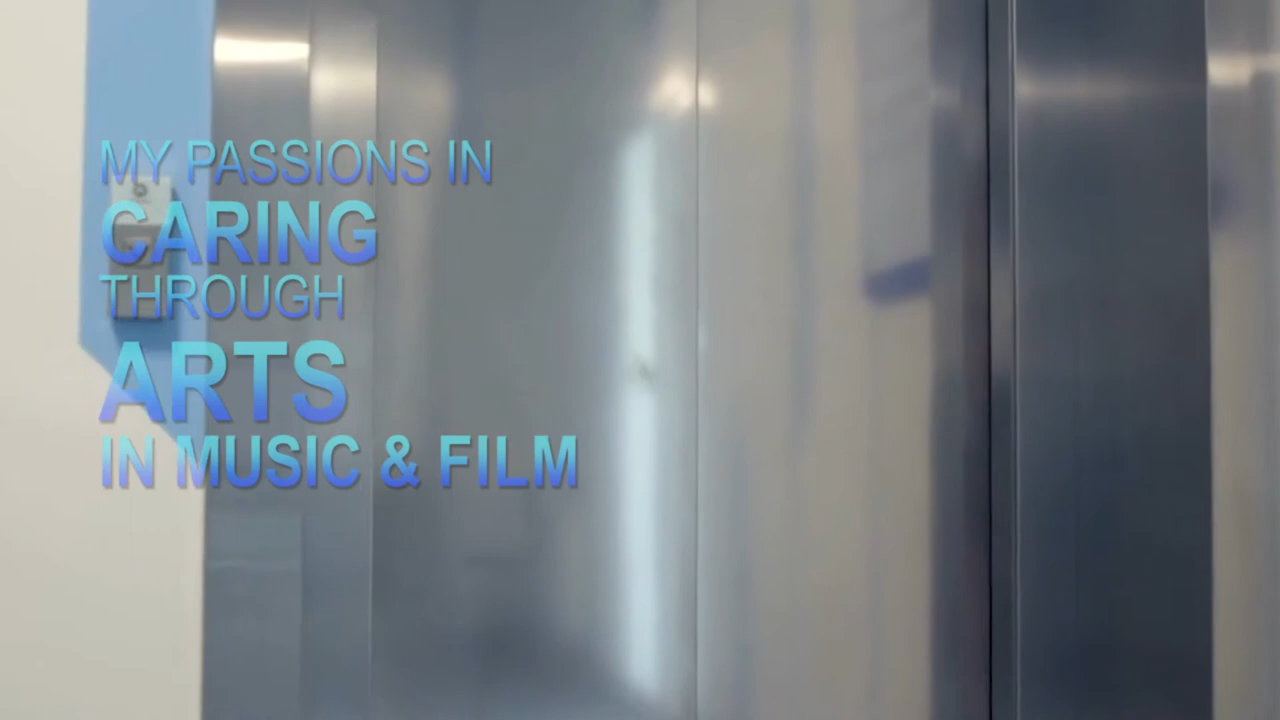 MY PASSIONS IN
CARING
THROUGH
ARTS
IN MUSIC & FILM